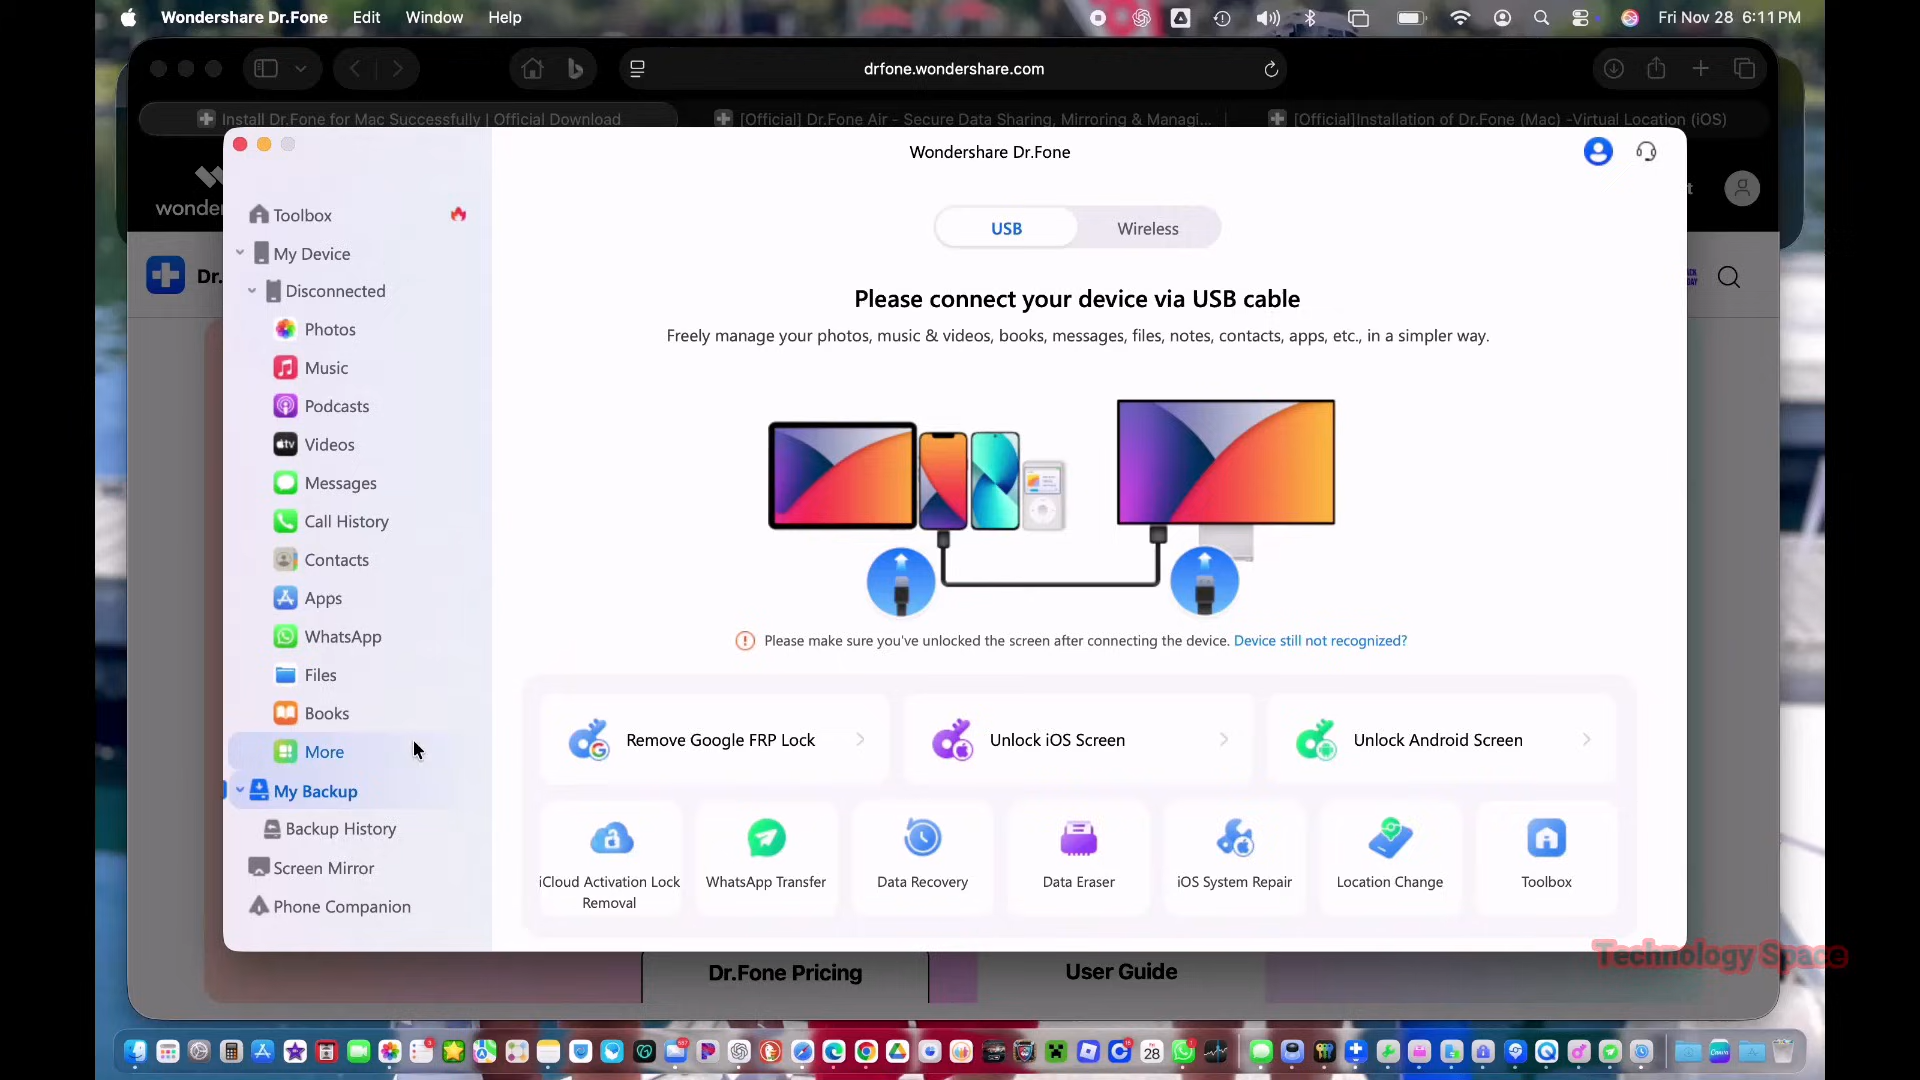 Wondershare Dr.Fone Edit Window Help
Fri Nov 28 6:11 PM
drfone.wondershare.com
Install Dr.Fone for Mac Successfully | Official Download
[Official] Dr.Fone Air - Secure Data Sharing, Mirroring & Managi...
[Official]Installation of Dr.Fone (Mac) -Virtual Location (iOS)
Wondershare Dr.Fone
Toolbox
My Device
Disconnected
Photos
Music
Podcasts
Videos
Messages
Call History
Contacts
Apps
WhatsApp
Files
Books
More
My Backup
Backup History
Screen Mirror
Phone Companion
USB
Wireless
Please connect your device via USB cable
Freely manage your photos, music & videos, books, messages, files, notes, contacts, apps, etc., in a simpler way.
Please make sure you've unlocked the screen after connecting the device. Device still not recognized?
Remove Google FRP Lock
Unlock iOS Screen
Unlock Android Screen
iCloud Activation Lock
Removal
WhatsApp Transfer
Data Recovery
Data Eraser
iOS System Repair
Location Change
Toolbox
Technology Space
Dr.Fone Pricing
User Guide